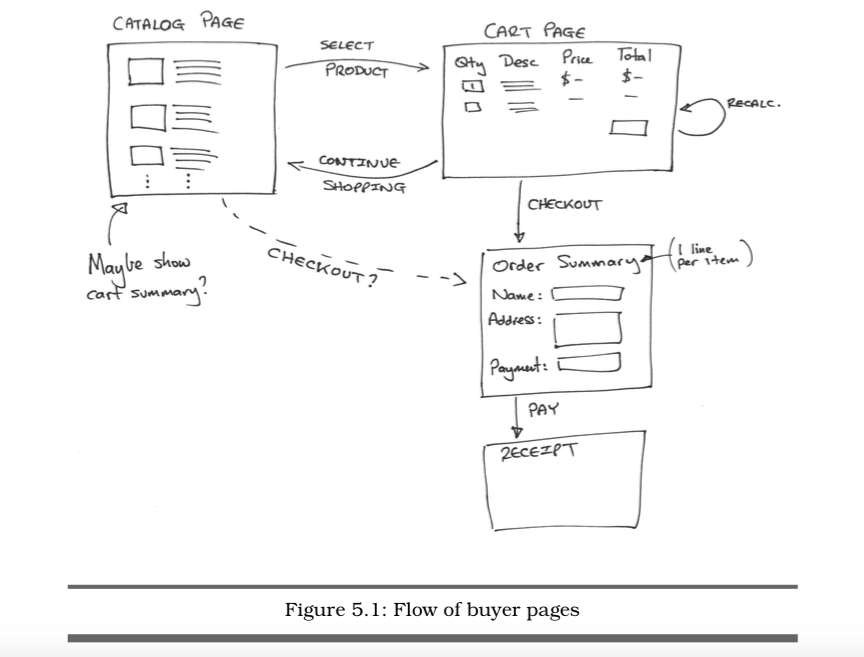 CATALOG PAGE
SELECT
PRODUCT
CONTINUE
SHOPPING
CART PAGE
Qty Desc Price Total
1 $- $-
RECALC.
CHECKOUT
Maybe show
cart summary?
CHECKOUT?
Order Summary
(1 line
per item)
Name:
Address:
Payment:
PAY
RECEIPT
Figure 5.1: Flow of buyer pages